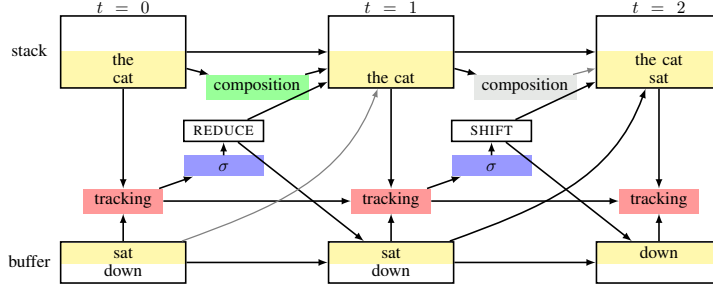 t = 0 t = 1 t = 2
stack
the
cat
the cat
the cat
sat
composition composition
REDUCE SHIFT
σ σ
tracking tracking tracking
buffer
sat
down
sat
down
down